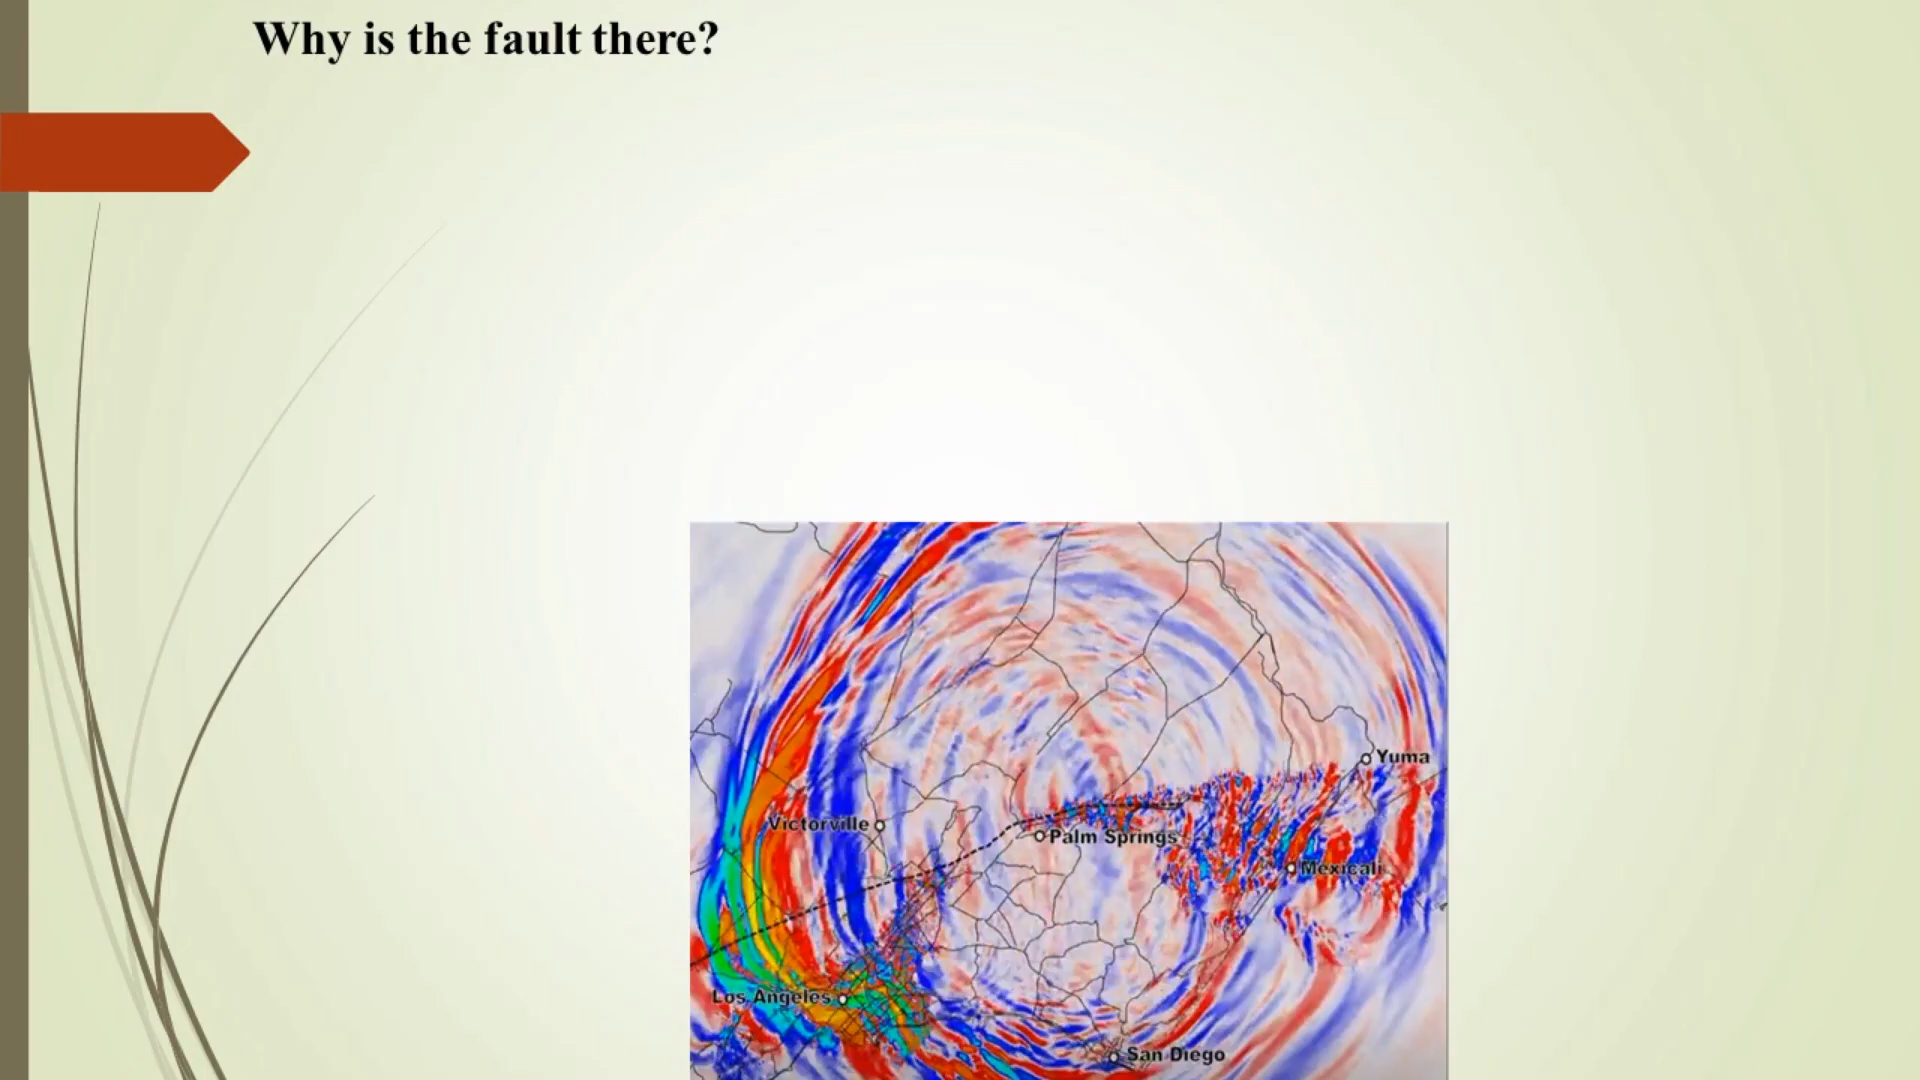 Why is the fault there?
Yuma
Victorville
Palm Springs
Mexicali
Los Angeles
San Diego